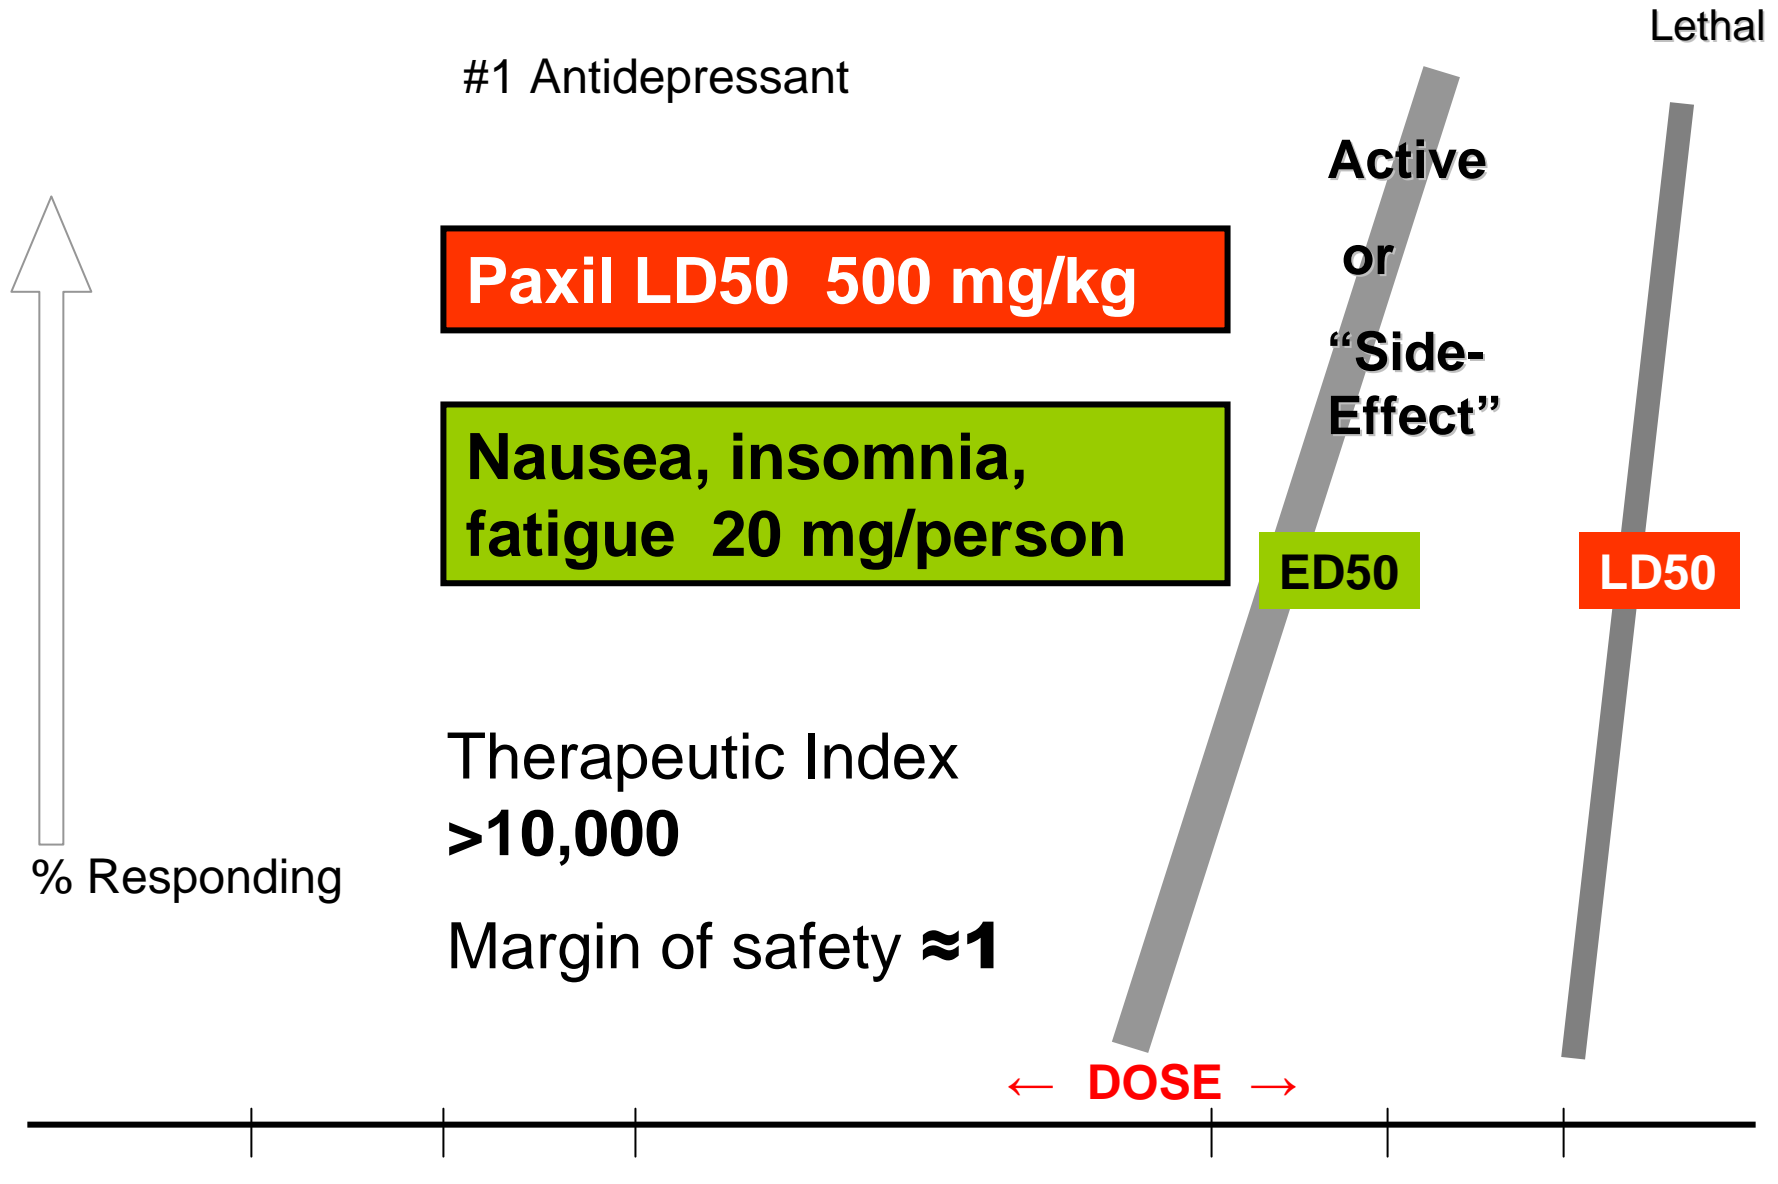 Lethal
#1 Antidepressant
Active
or
“Side-
Effect”
Paxil LD50 500 mg/kg
Nausea, insomnia,
fatigue 20 mg/person
ED50
LD50
Therapeutic Index
>10,000
% Responding
Margin of safety ≈1
← DOSE →